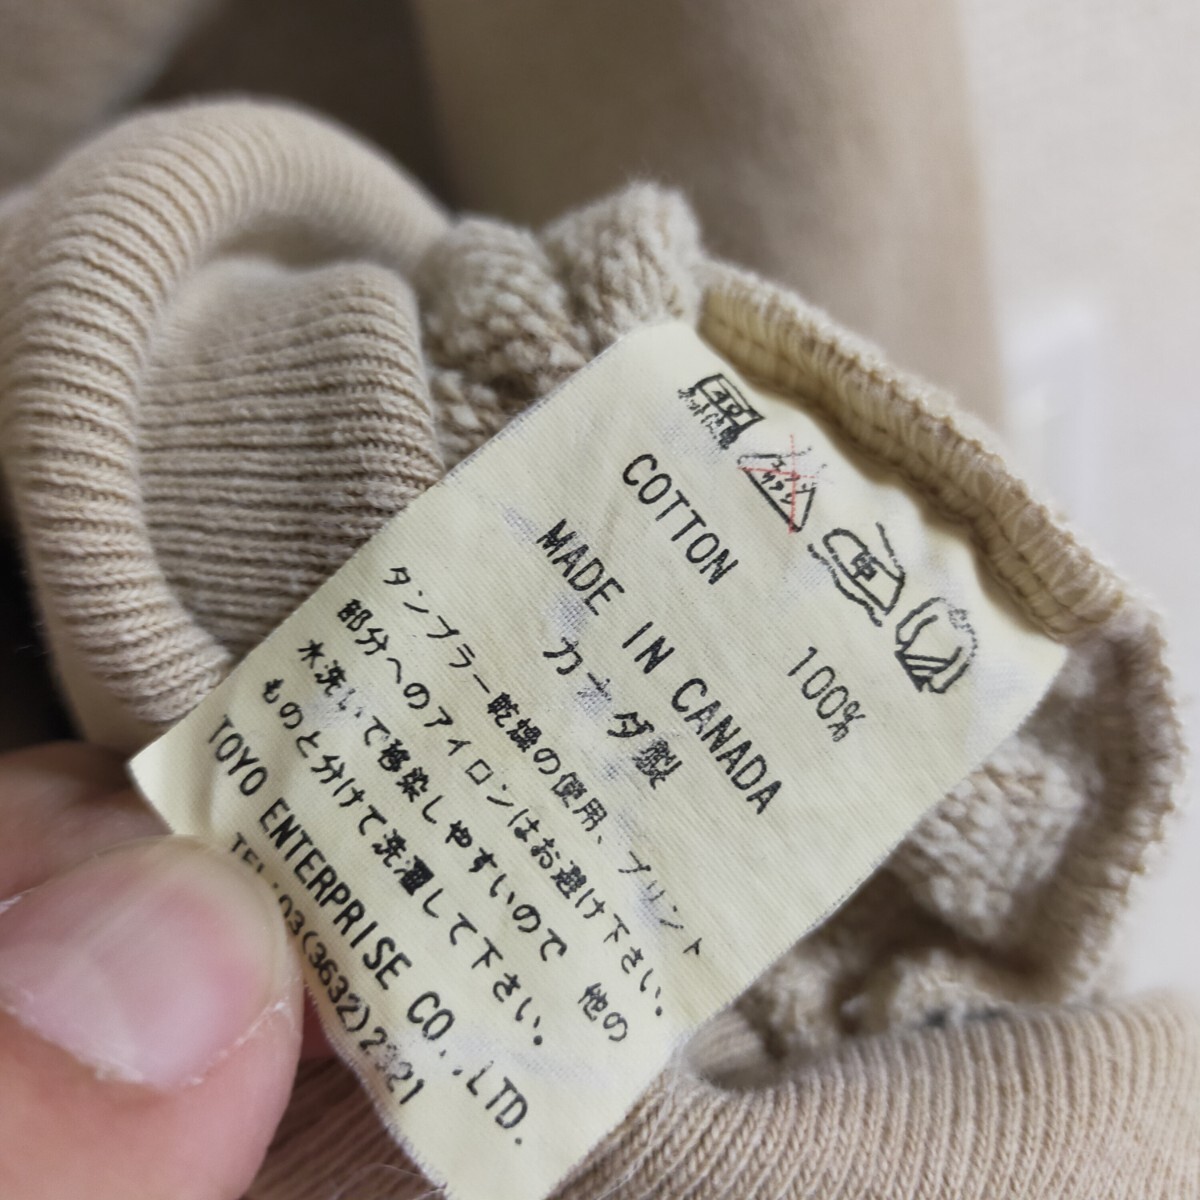 COTTON 100%
MADE IN CANADA
カナダ製
タンブラー乾燥の使用、プリント
部分へのアイロンはお避け下さい。
水洗いで移染しやすいので 他の
ものと分けて洗濯して下さい。
TOYO ENTERPRISE CO.,LTD.
TEL:03(3632)2321